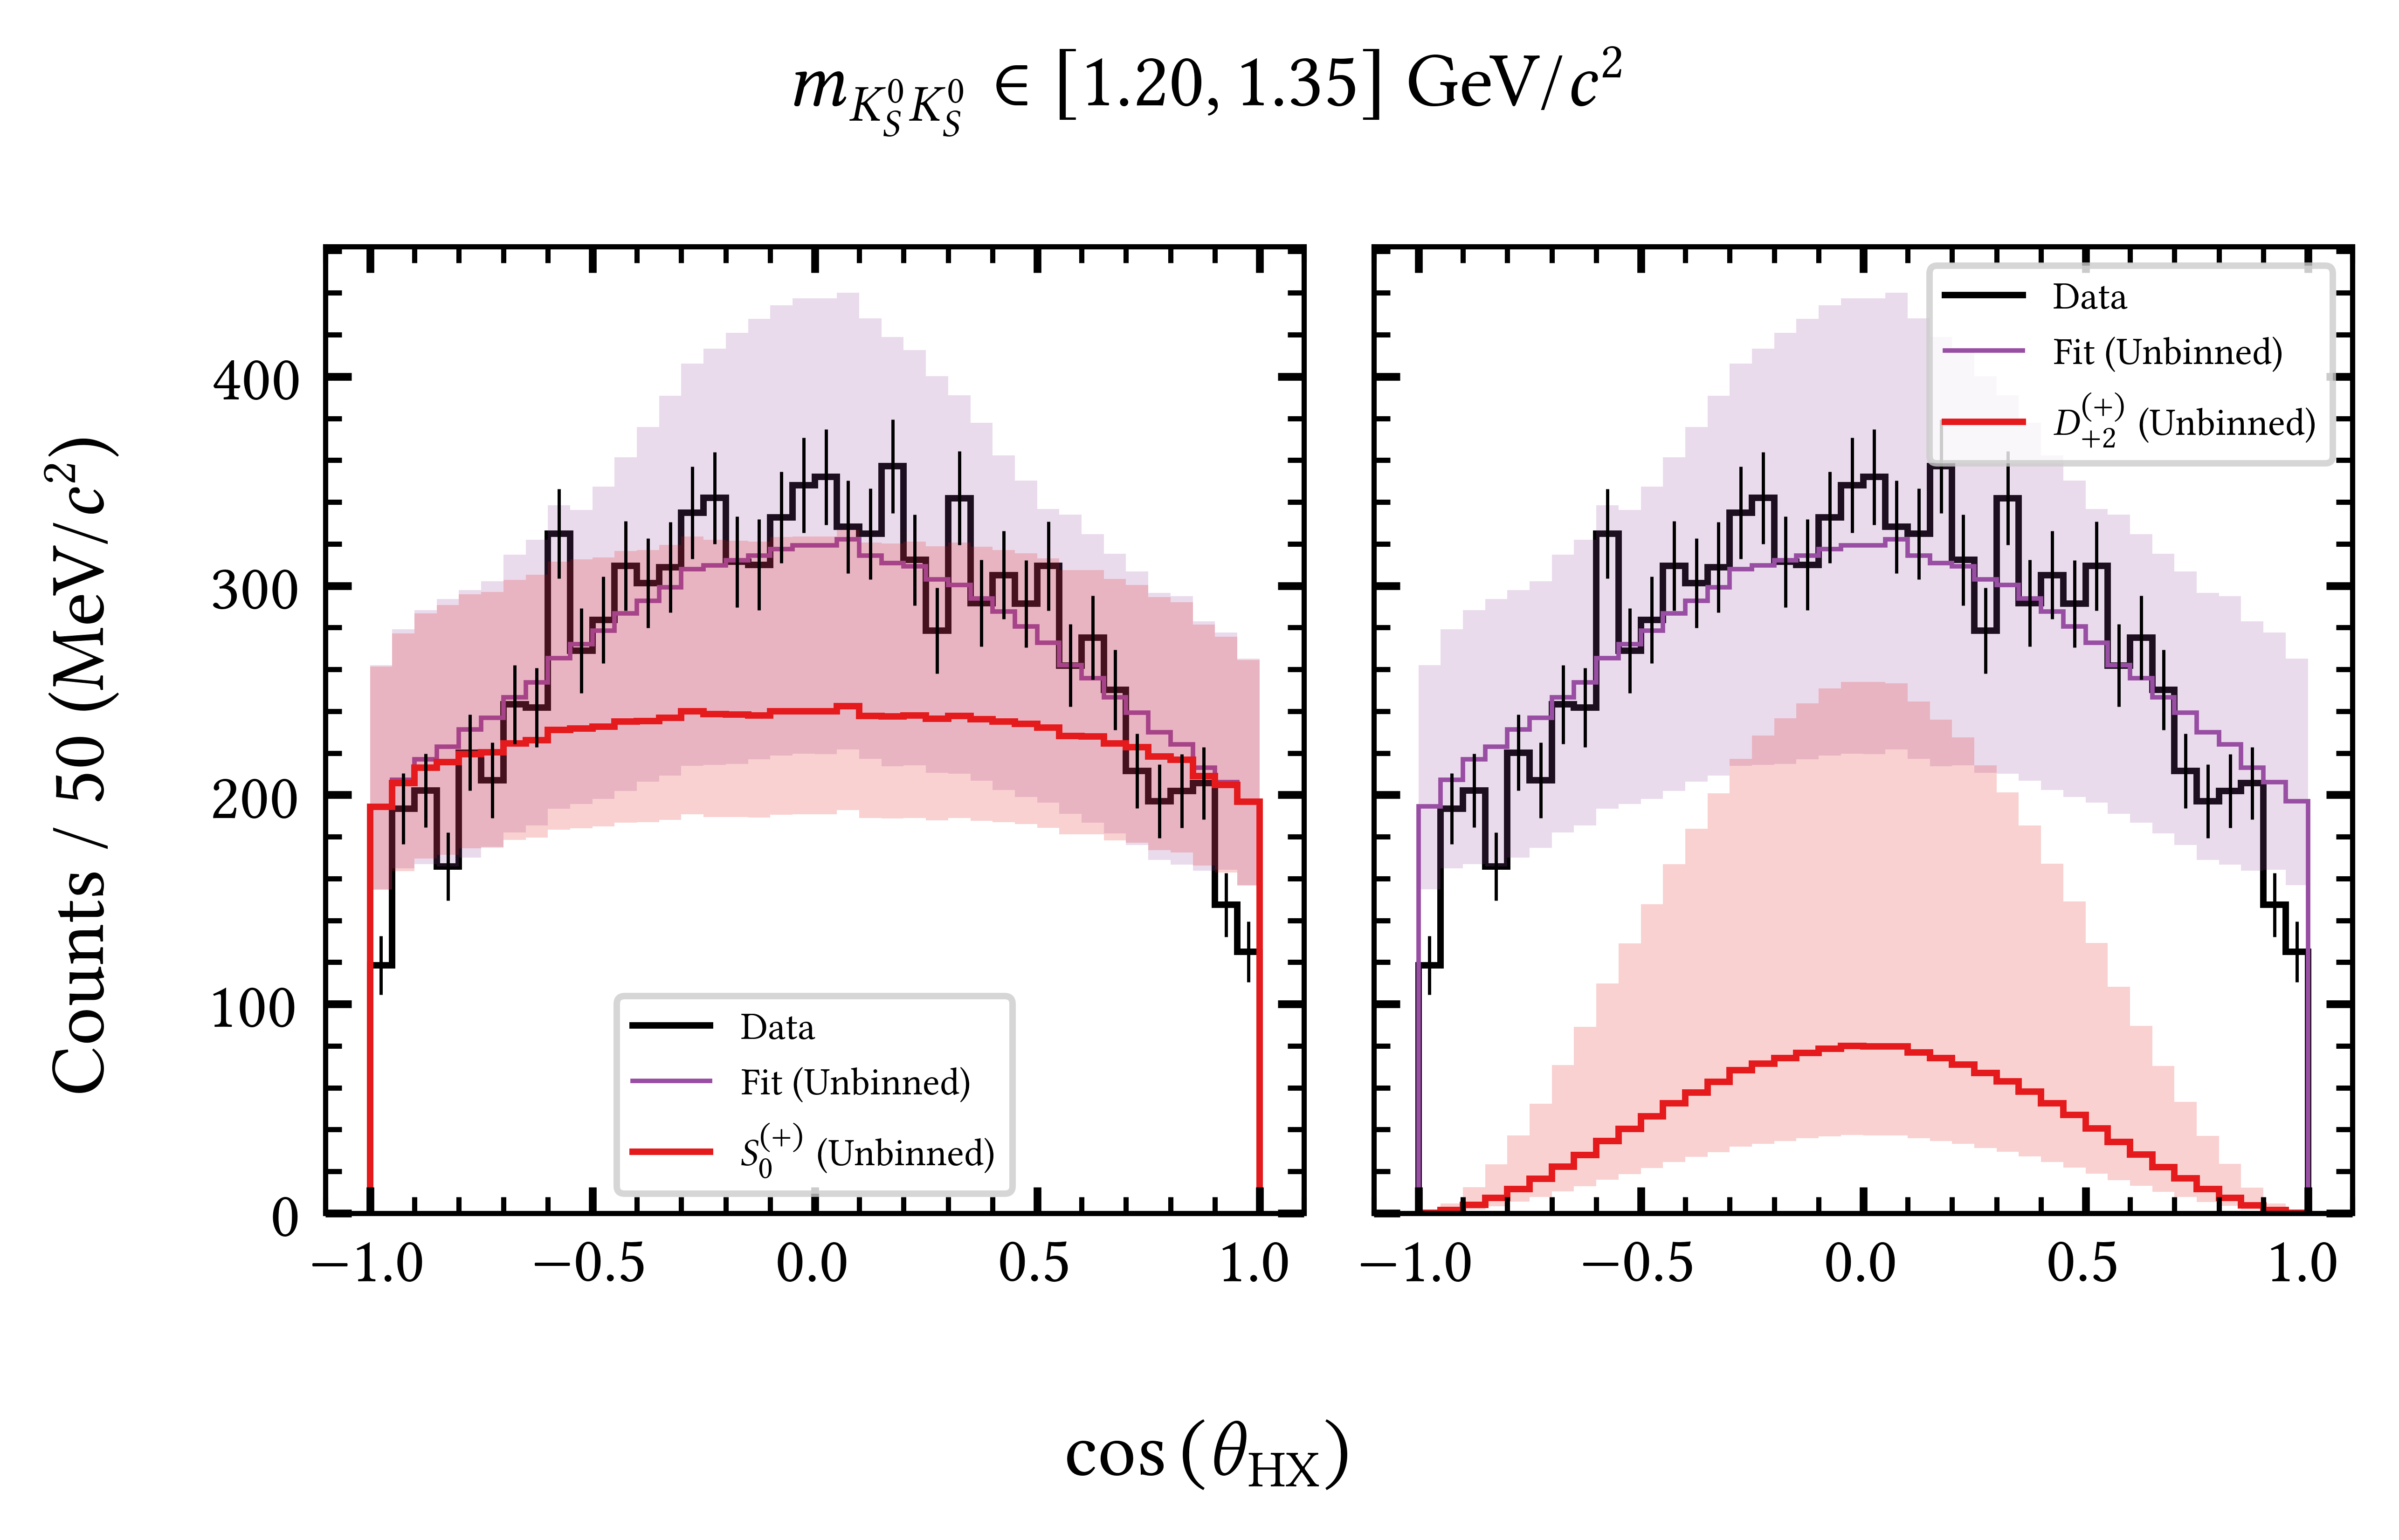 m_{K_S^0 K_S^0} ∈ [1.20, 1.35] GeV/c²
Counts / 50 (MeV/c²)
400
300
200
100
0
Data
Fit (Unbinned)
S_0^{(+)} (Unbinned)
−1.0 −0.5 0.0 0.5 1.0
Data
Fit (Unbinned)
D_{+2}^{(+)} (Unbinned)
−1.0 −0.5 0.0 0.5 1.0
cos (θ_{HX})